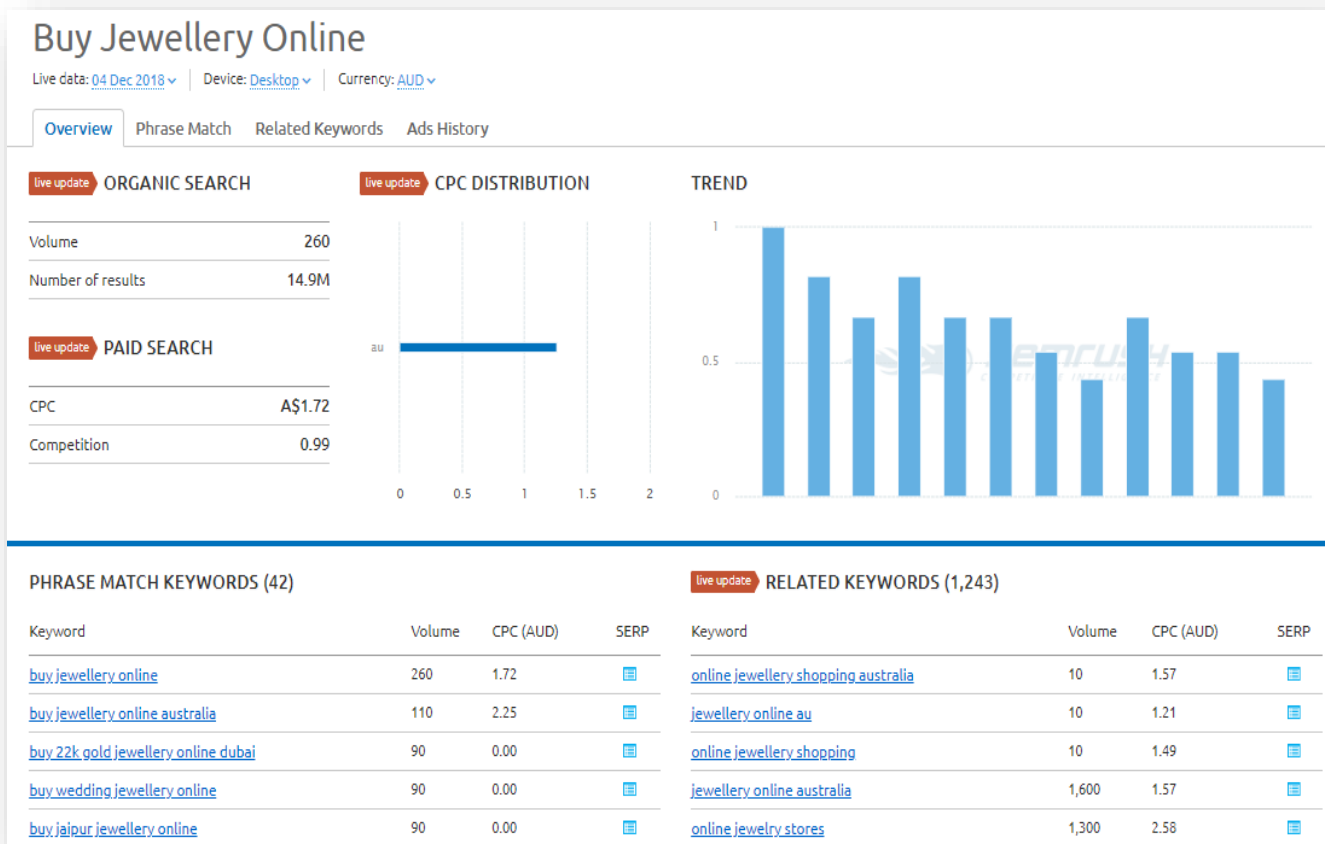 Buy Jewellery Online
Live data: 04 Dec 2018 Device: Desktop Currency: AUD
Overview Phrase Match Related Keywords Ads History
live update ORGANIC SEARCH
Volume 260
Number of results 14.9M
live update PAID SEARCH
CPC A$1.72
Competition 0.99
live update CPC DISTRIBUTION
au
0 0.5 1 1.5 2
TREND
1
0.5
0
PHRASE MATCH KEYWORDS (42)
Keyword Volume CPC (AUD) SERP
buy jewellery online 260 1.72
buy jewellery online australia 110 2.25
buy 22k gold jewellery online dubai 90 0.00
buy wedding jewellery online 90 0.00
buy jaipur jewellery online 90 0.00
live update RELATED KEYWORDS (1,243)
Keyword Volume CPC (AUD) SERP
online jewellery shopping australia 10 1.57
jewellery online au 10 1.21
online jewellery shopping 10 1.49
jewellery online australia 1,600 1.57
online jewelry stores 1,300 2.58